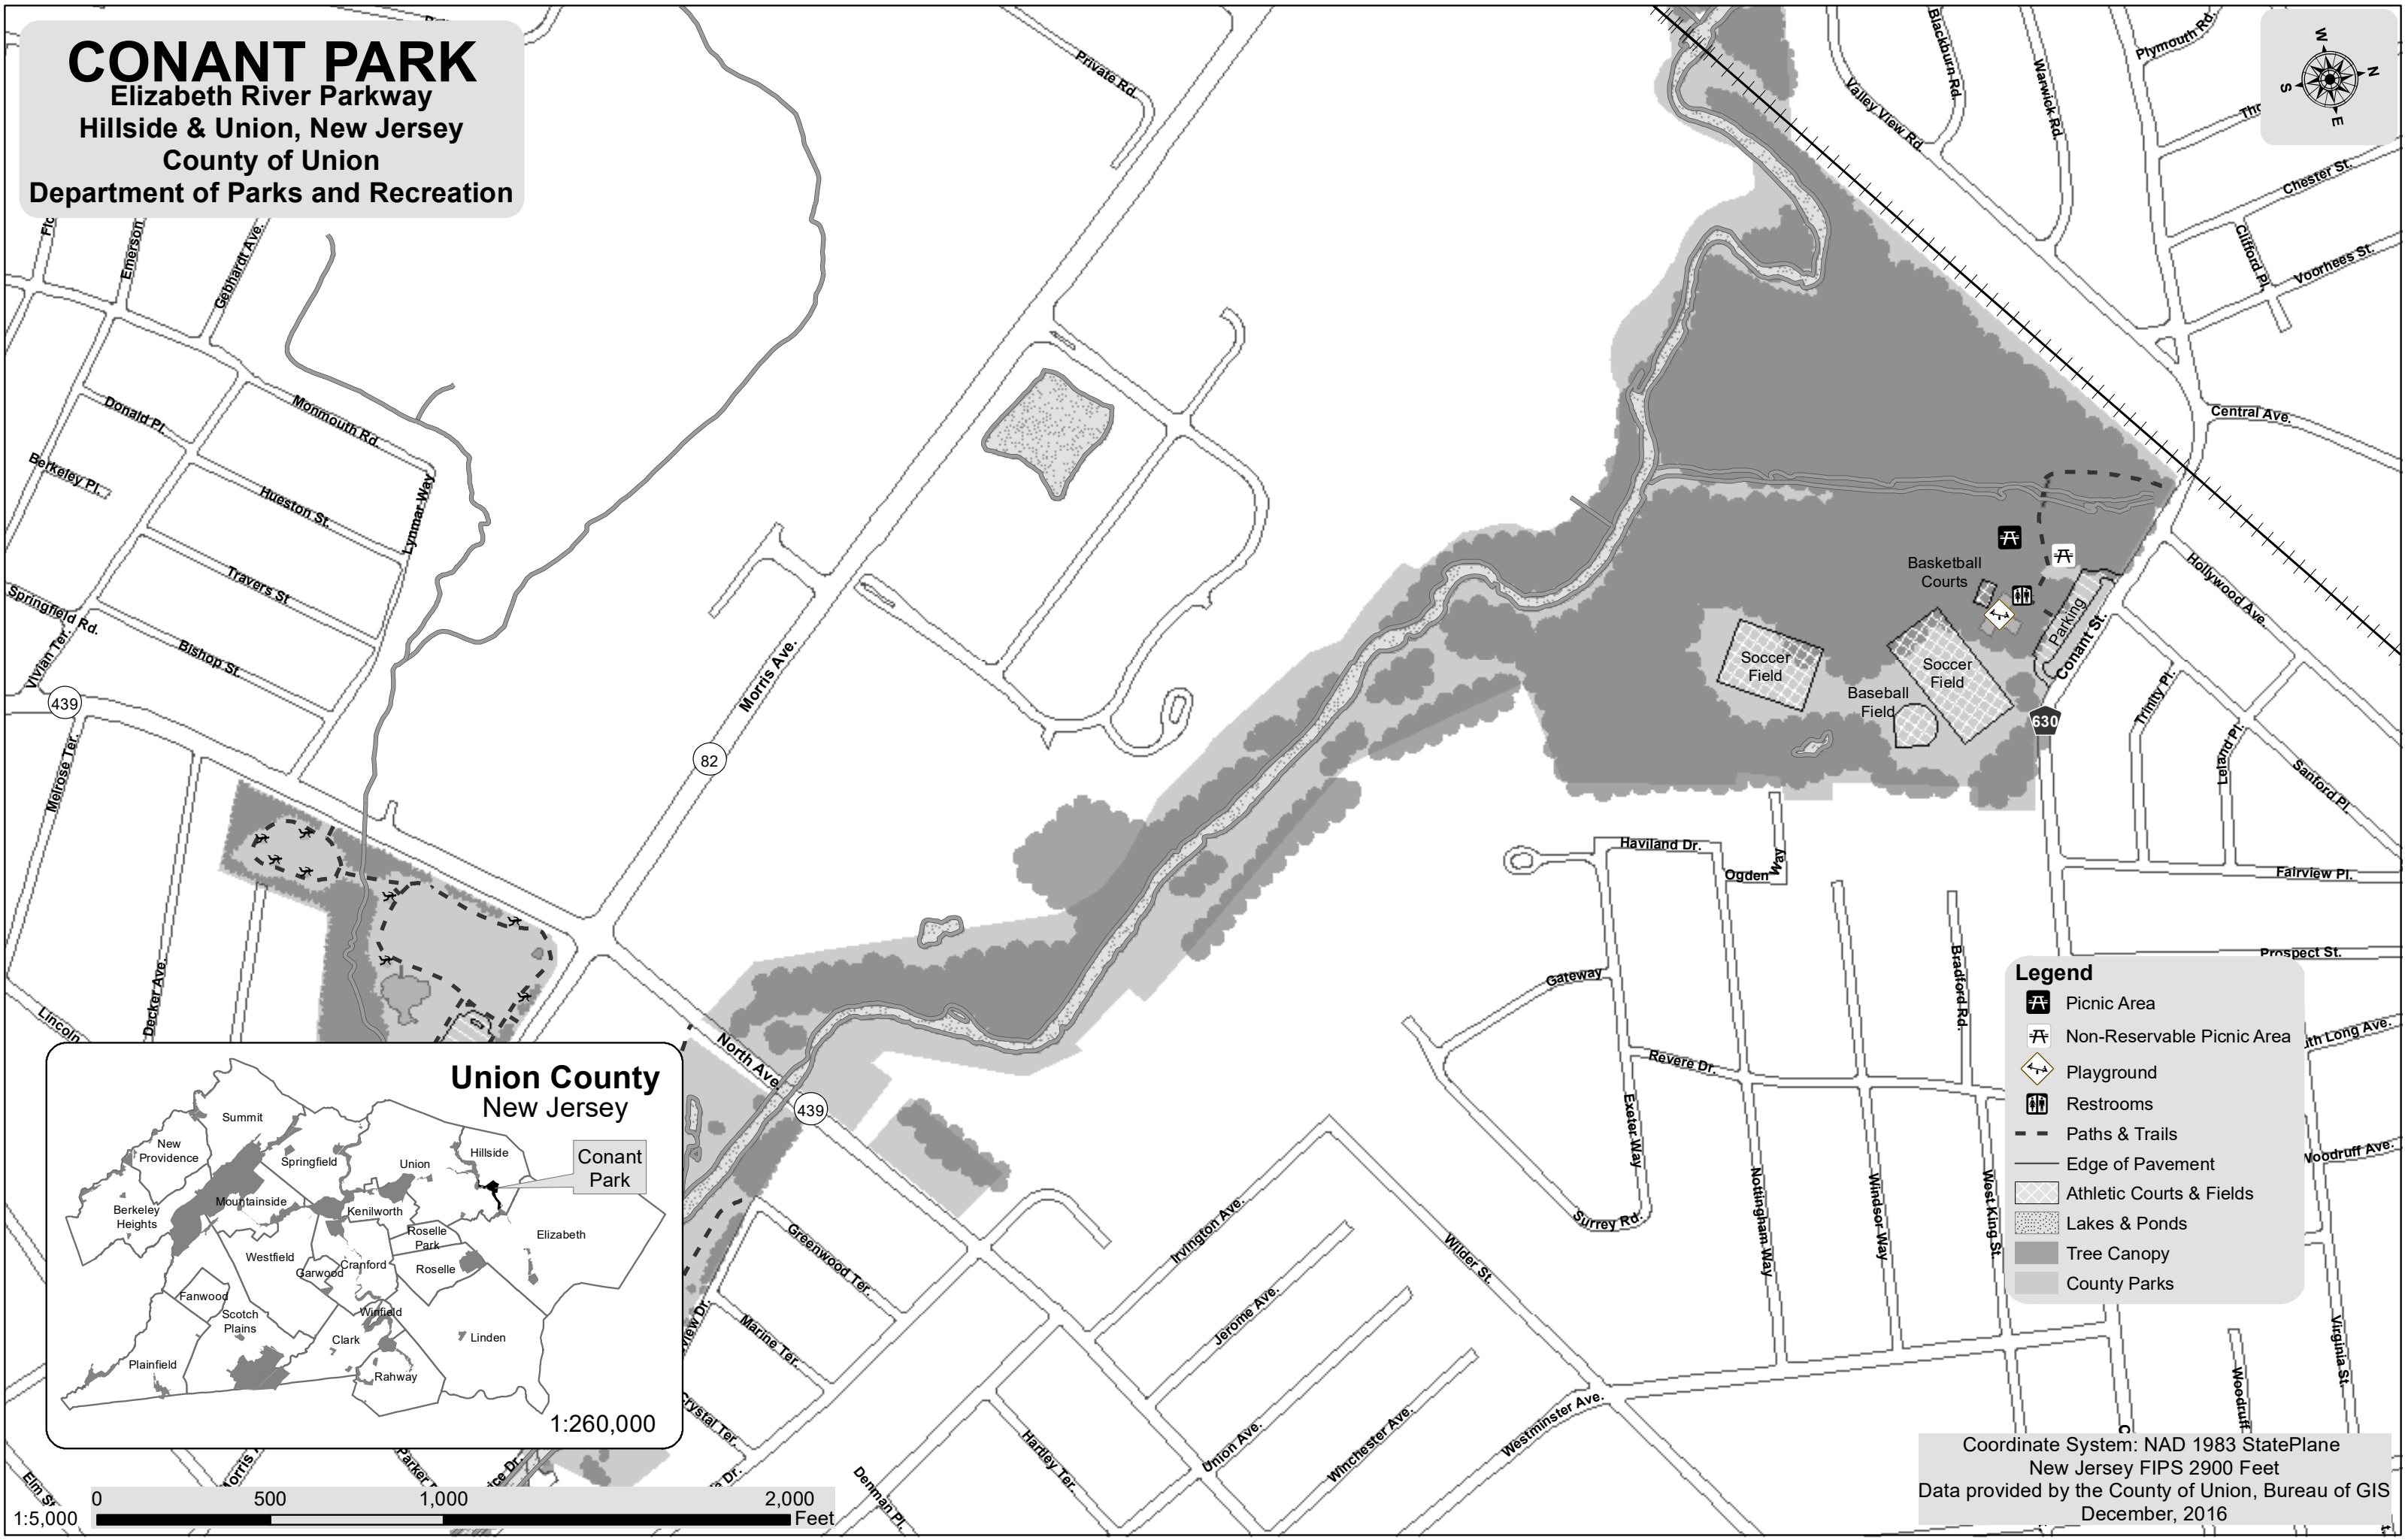 CONANT PARK
Elizabeth River Parkway
Hillside & Union, New Jersey
County of Union
Department of Parks and Recreation
W
N
S
E
Private Rd.
Blackburn Rd.
Warwick Rd.
Plymouth Rd.
Valley View Rd.
Chester St.
Clifford Pl.
Voorhees St.
Central Ave.
Emerson
Gebhardt Ave.
Donald Pl.
Monmouth Rd.
Berkeley Pl.
Hueston St.
Lynmar Way
Travers St
Springfield Rd.
Vivian Ter.
Bishop St.
439
Melrose Ter.
Morris Ave.
82
Basketball
Courts
Soccer
Field
Soccer
Field
Baseball
Field
Parking
Conant St.
630
Hollywood Ave.
Trinity Pl.
Leland Pl.
Sanford Pl.
Haviland Dr.
Ogden Way
Fairview Pl.
Prospect St.
Gateway
Bradford Rd.
Decker Ave.
Lincoln
North Ave.
439
Revere Dr.
Exeter Way
Nottingham Way
Windsor Way
West King St.
Surrey Rd.
Irvington Ave.
Wilder St.
Jerome Ave.
Greenwood Ter.
Marine Ter.
view Dr.
Crystal Ter.
Hartley Ter.
Union Ave.
Winchester Ave.
Westminster Ave.
Denman Pl.
Woodruff Ave.
Virginia St.
Woodruff
Elm St
Parker
Legend
Picnic Area
Non-Reservable Picnic Area
Playground
Restrooms
Paths & Trails
Edge of Pavement
Athletic Courts & Fields
Lakes & Ponds
Tree Canopy
County Parks
Union County
New Jersey
Summit
New
Providence
Springfield
Union
Hillside
Conant
Park
Mountainside
Berkeley
Heights
Kenilworth
Roselle
Park
Elizabeth
Westfield
Garwood
Cranford
Roselle
Fanwood
Scotch
Plains
Winfield
Clark
Linden
Plainfield
Rahway
1:260,000
0 500 1,000 2,000
1:5,000 Feet
Coordinate System: NAD 1983 StatePlane
New Jersey FIPS 2900 Feet
Data provided by the County of Union, Bureau of GIS
December, 2016